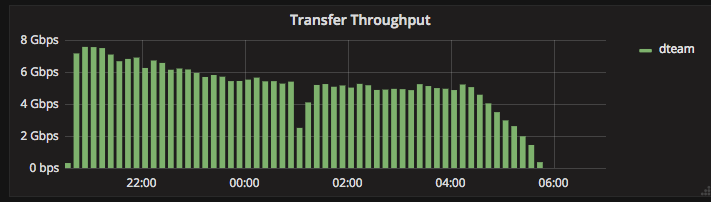 Transfer Throughput
8 Gbps
6 Gbps
4 Gbps
2 Gbps
0 bps
22:00
00:00
02:00
04:00
06:00
dteam